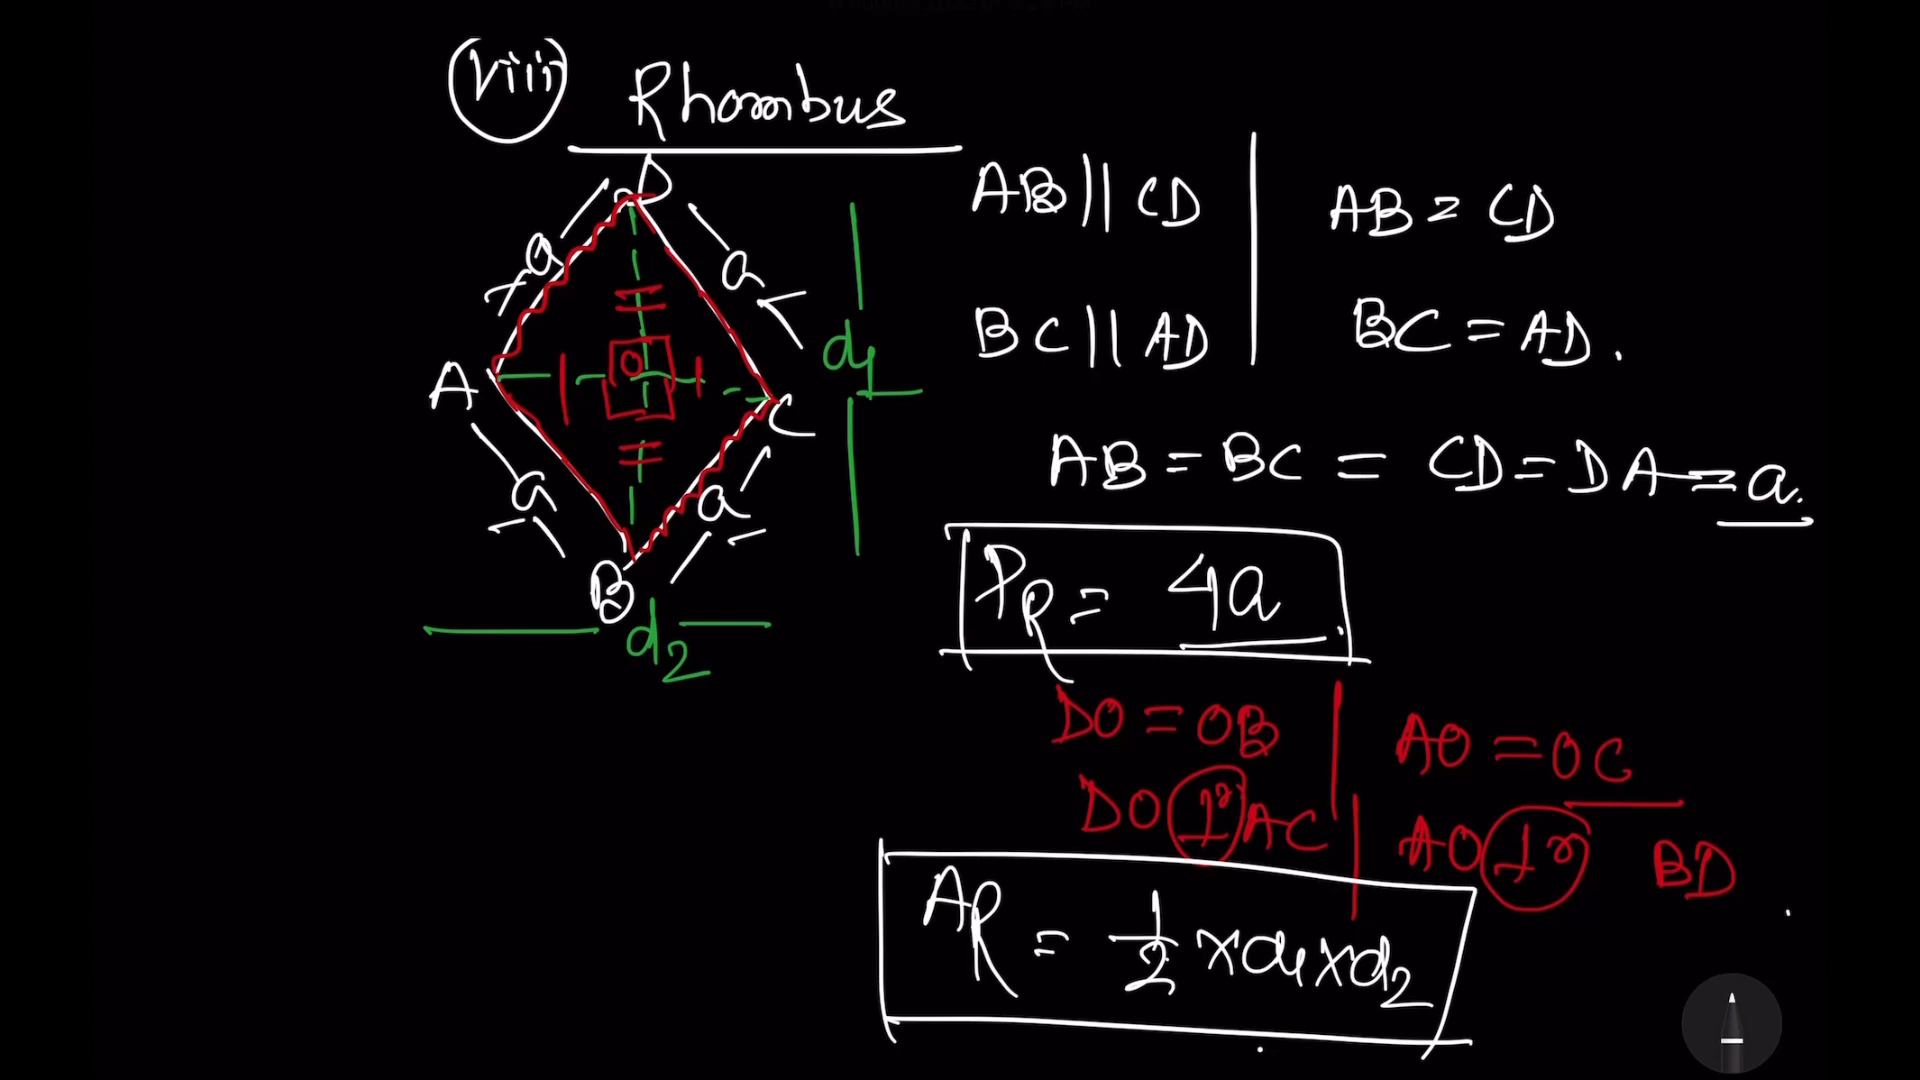 (viii) Rhombus
D
a
a
A
O
C
d1
a
a
B
d2
AB || CD | AB = CD
BC || AD | BC = AD.
AB = BC = CD = DA = a.
PR = 4a.
DO = OB | AO = OC
DO ⊥r AC | AO ⊥r BD
AR = 1/2 × d1 × d2